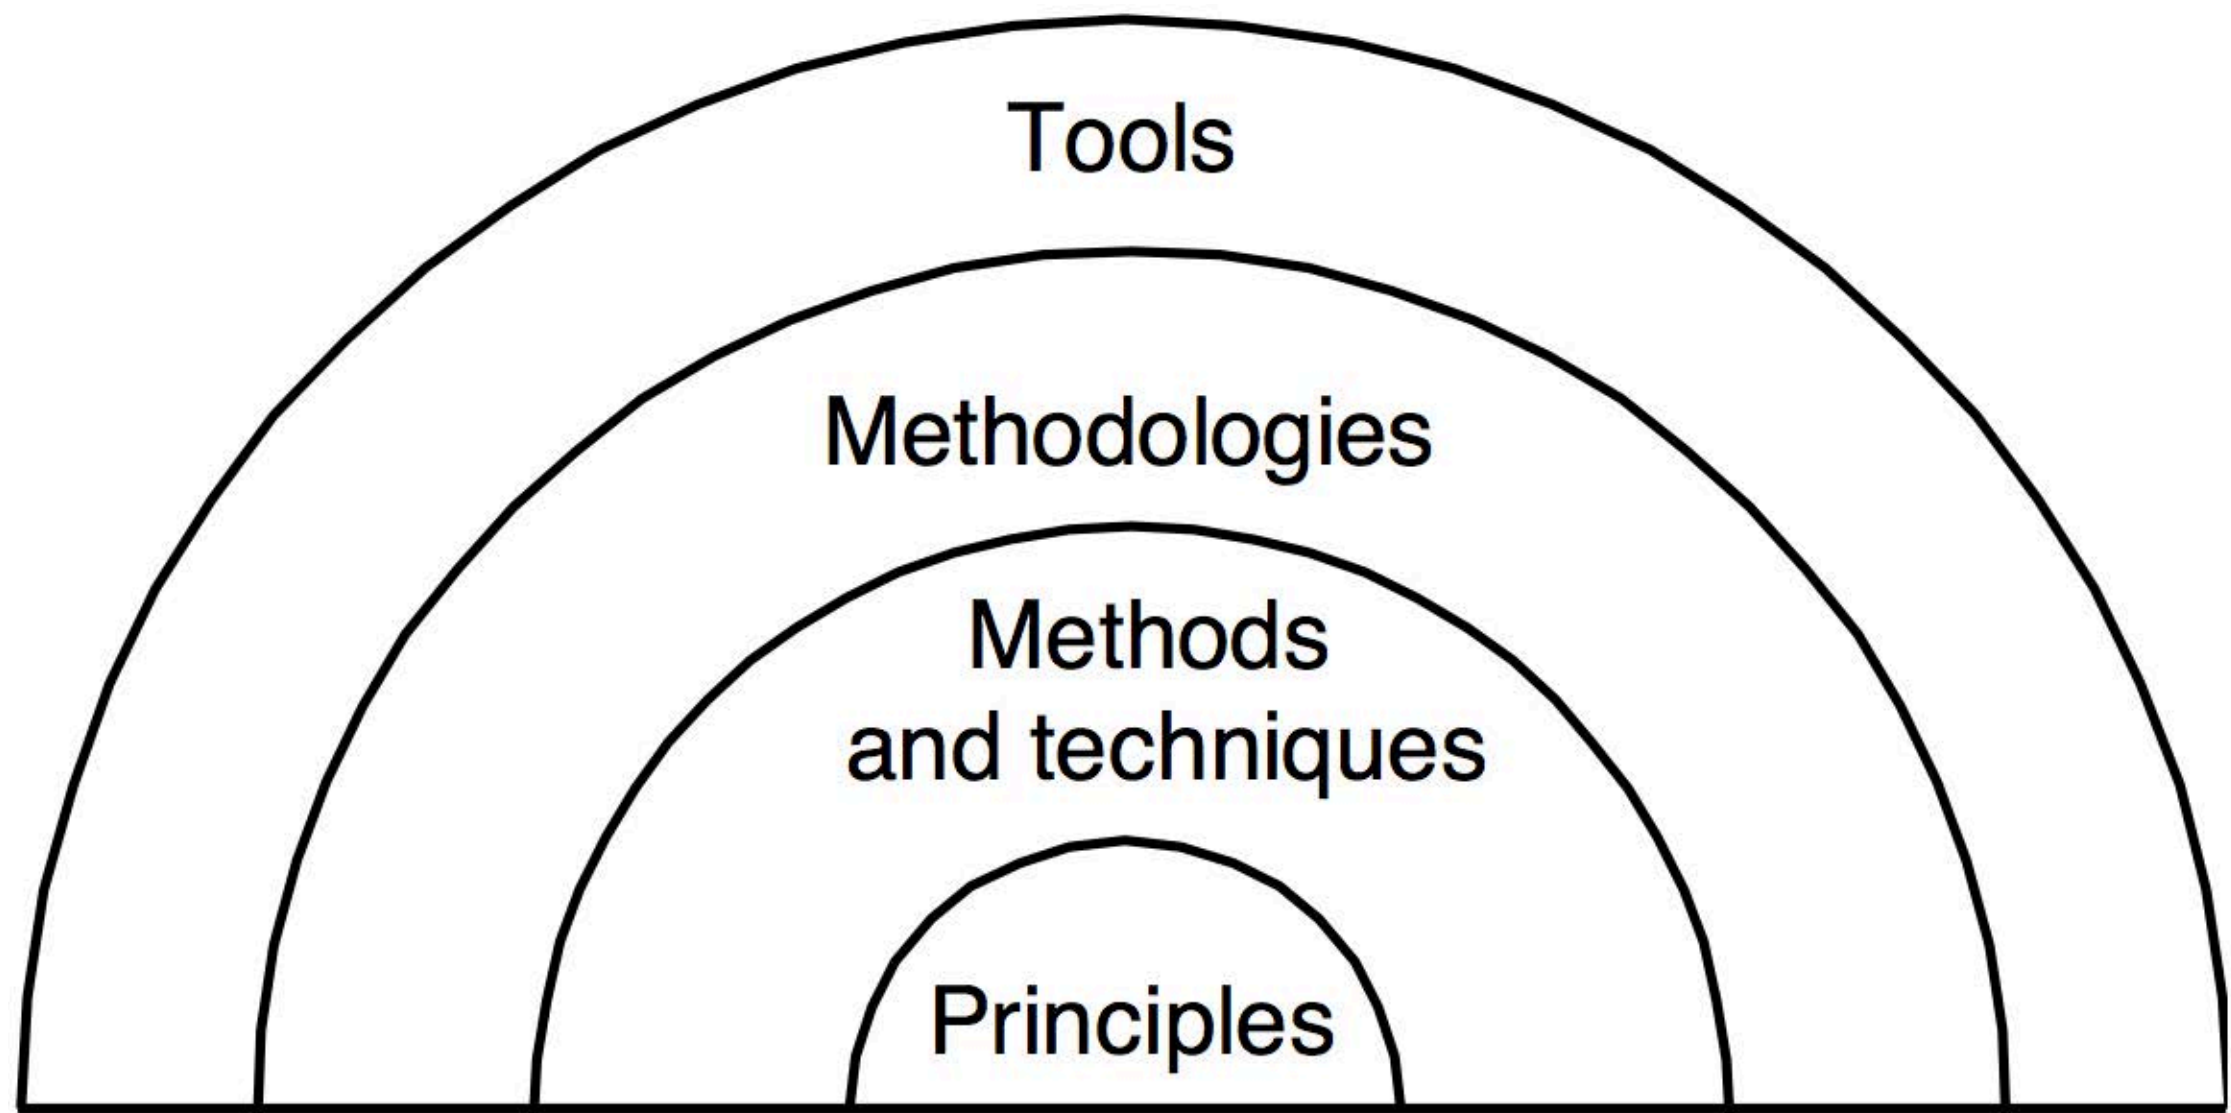 Tools
Methodologies
Methods
and techniques
Principles